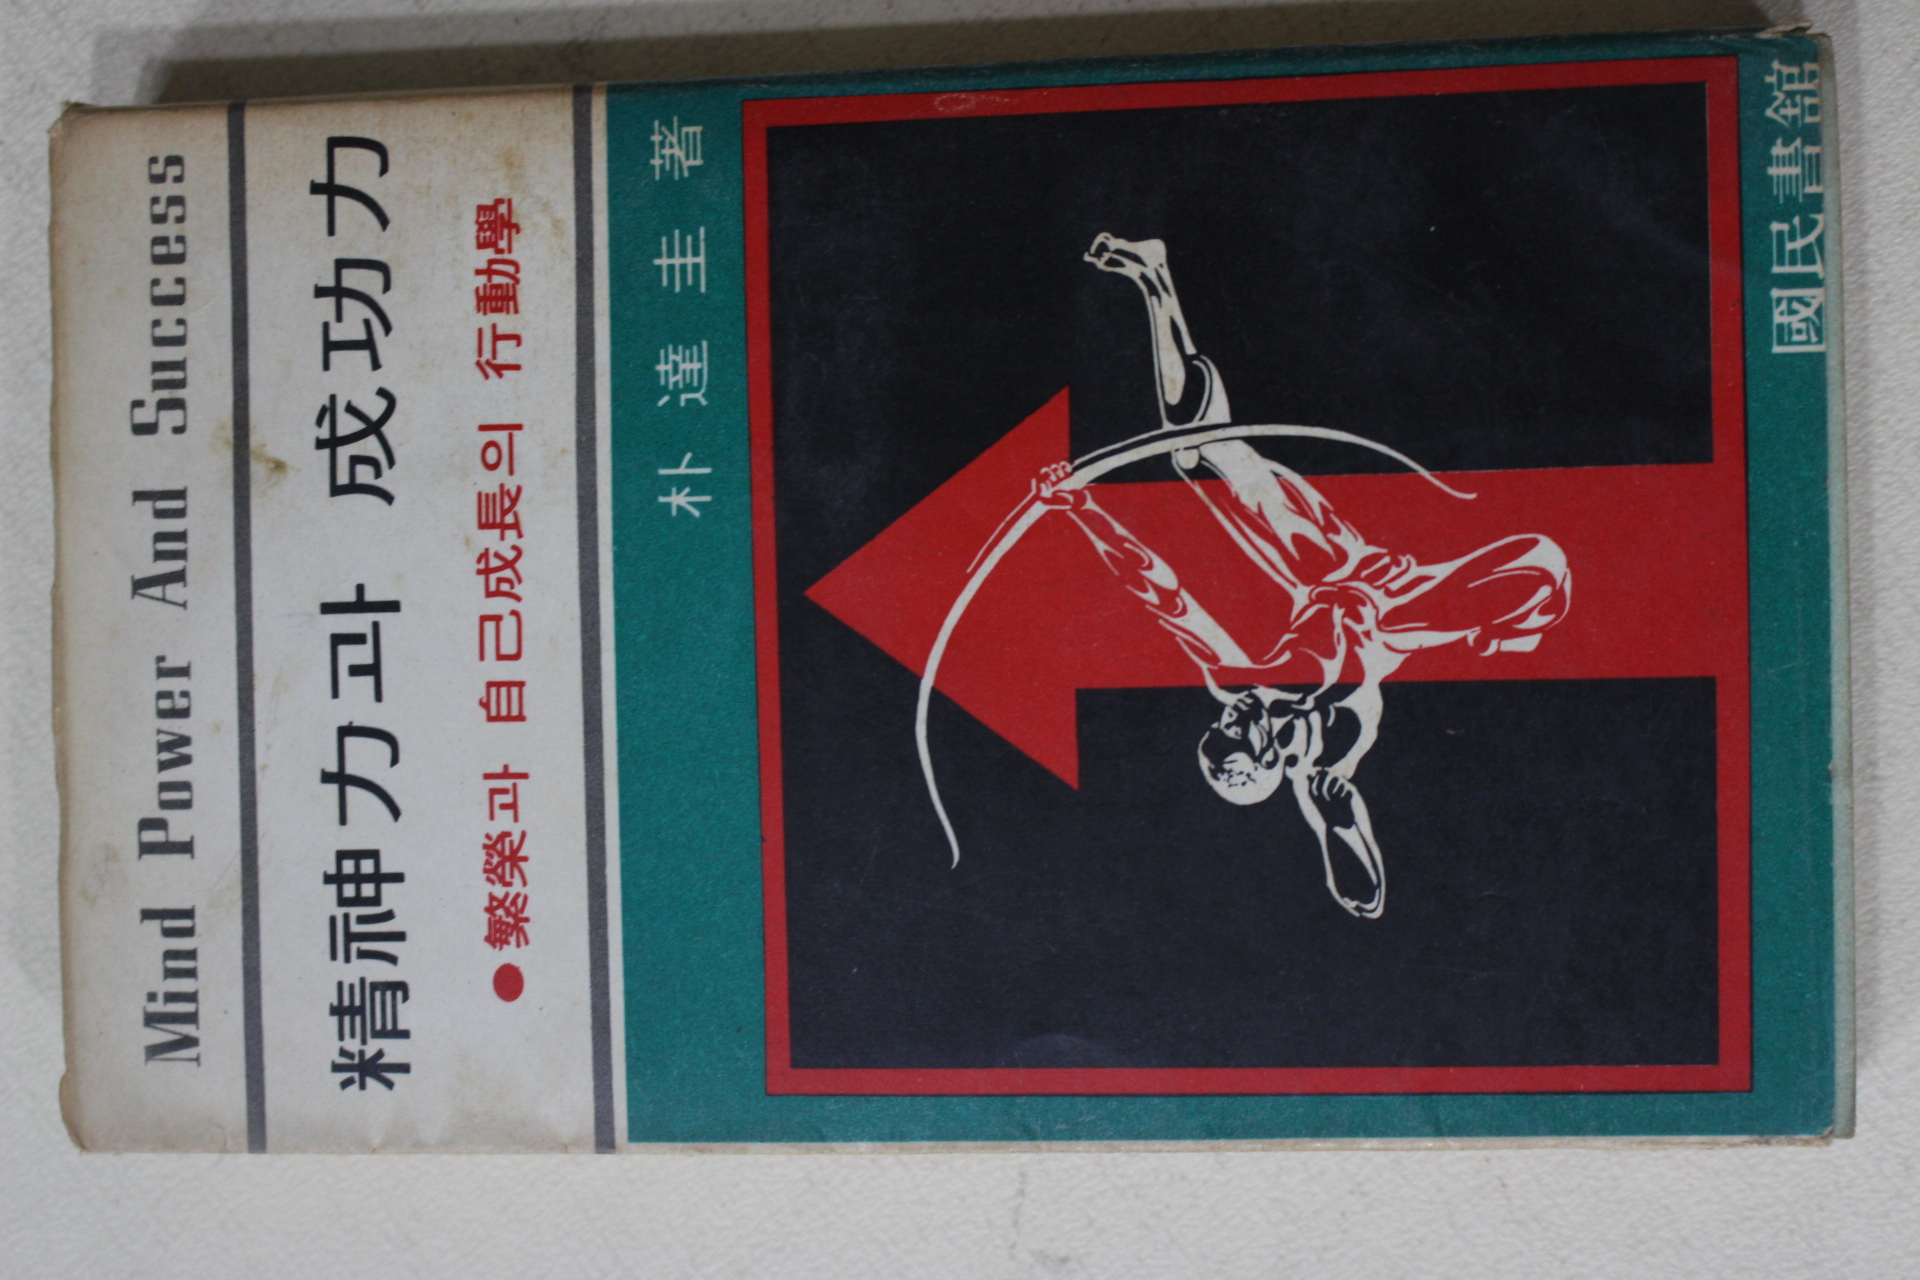 Mind Power And Success
精神力과 成功力
●繁榮과 自己成長의 行動學
朴達圭 著
國民書館